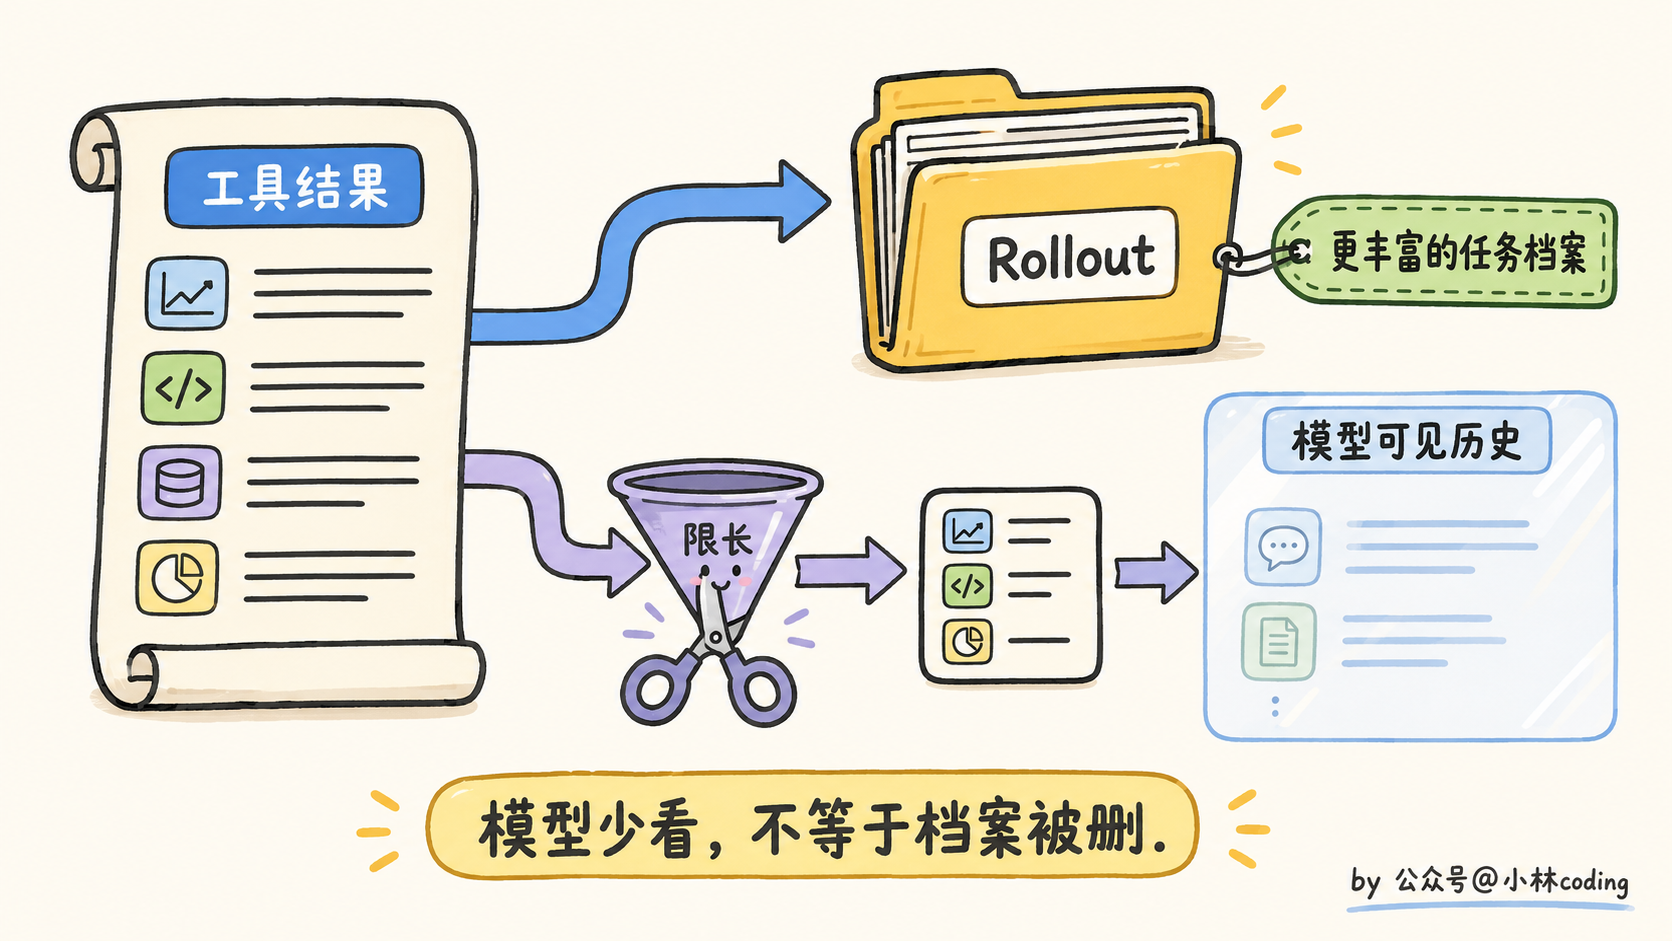 工具结果
Rollout
更丰富的任务档案
限长
</>
</>
模型可见历史
模型少看，不等于档案被删.
by 公众号@小林coding